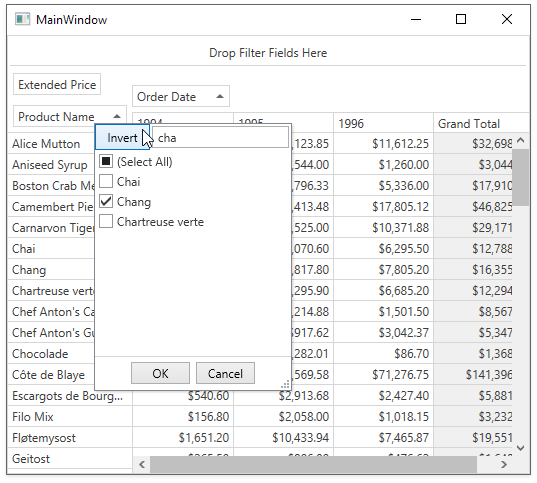 MainWindow
Drop Filter Fields Here
Extended Price
Order Date
Product Name
1994 1995 1996 Grand Total
Invert cha
(Select All)
Chai
Chang
Chartreuse verte
OK Cancel
Alice Mutton ,123.85 $11,612.25 $32,698
Aniseed Syrup ,544.00 $1,260.00 $3,044
Boston Crab Me ,796.33 $5,336.00 $17,910
Camembert Pie ,413.48 $17,805.12 $46,825
Carnarvon Tiger ,525.00 $10,371.88 $29,171
Chai ,070.60 $6,295.50 $12,788
Chang ,817.80 $7,805.20 $16,355
Chartreuse verte ,295.90 $6,685.20 $12,294
Chef Anton's Ca ,214.88 $1,501.50 $8,567
Chef Anton's Gu $917.62 $3,042.37 $5,347
Chocolade ,282.01 $86.70 $1,368
Côte de Blaye ,569.58 $71,276.75 $141,396
Escargots de Bourg... $540.60 $2,913.68 $2,427.40 $5,881
Filo Mix $156.80 $2,058.00 $1,018.15 $3,232
Fløtemysost $1,651.20 $10,433.94 $7,465.87 $19,551
Geitost